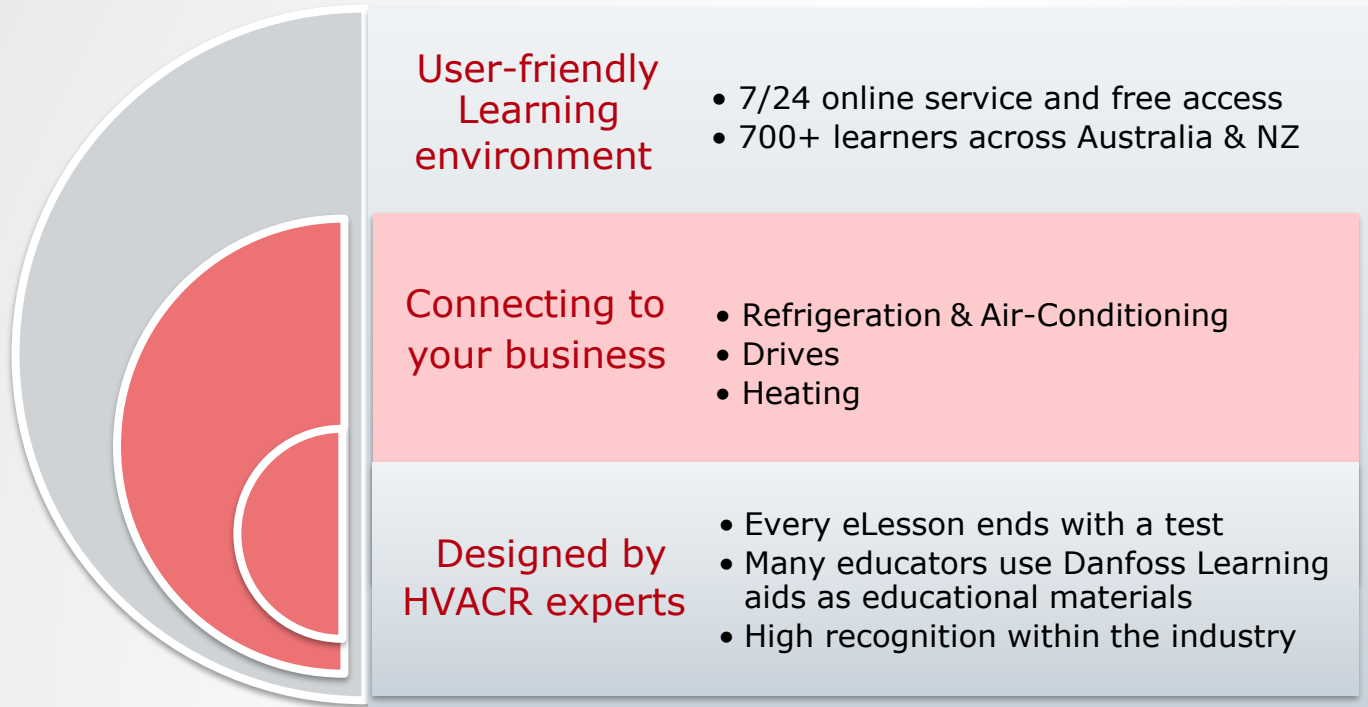 User-friendly
Learning
environment
• 7/24 online service and free access
• 700+ learners across Australia & NZ
Connecting to
your business
• Refrigeration & Air-Conditioning
• Drives
• Heating
Designed by
HVACR experts
• Every eLesson ends with a test
• Many educators use Danfoss Learning
aids as educational materials
• High recognition within the industry